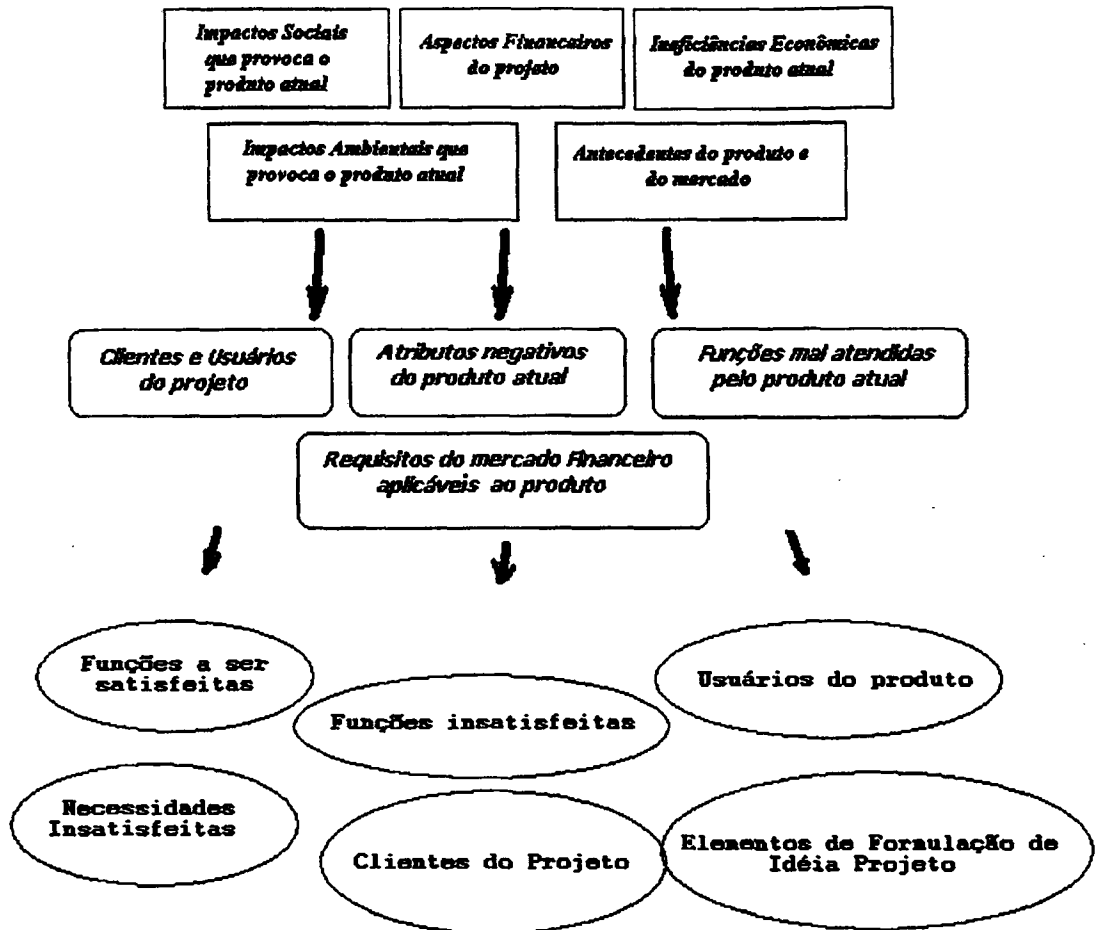 Impactos Sociais
que provoca o
produto atual
Aspectos Financeiros
do projeto
Ineficiências Econômicas
do produto atual
Impactos Ambientais que
provoca o produto atual
Antecedentes do produto e
do mercado
Clientes e Usuários
do projeto
Atributos negativos
do produto atual
Funções mal atendidas
pelo produto atual
Requisitos do mercado Financeiro
aplicáveis ao produto
Funções a ser
satisfeitas
Funções insatisfeitas
Usuários do produto
Necessidades
Insatisfeitas
Clientes do Projeto
Elementos de Formulação de
Idéia Projeto